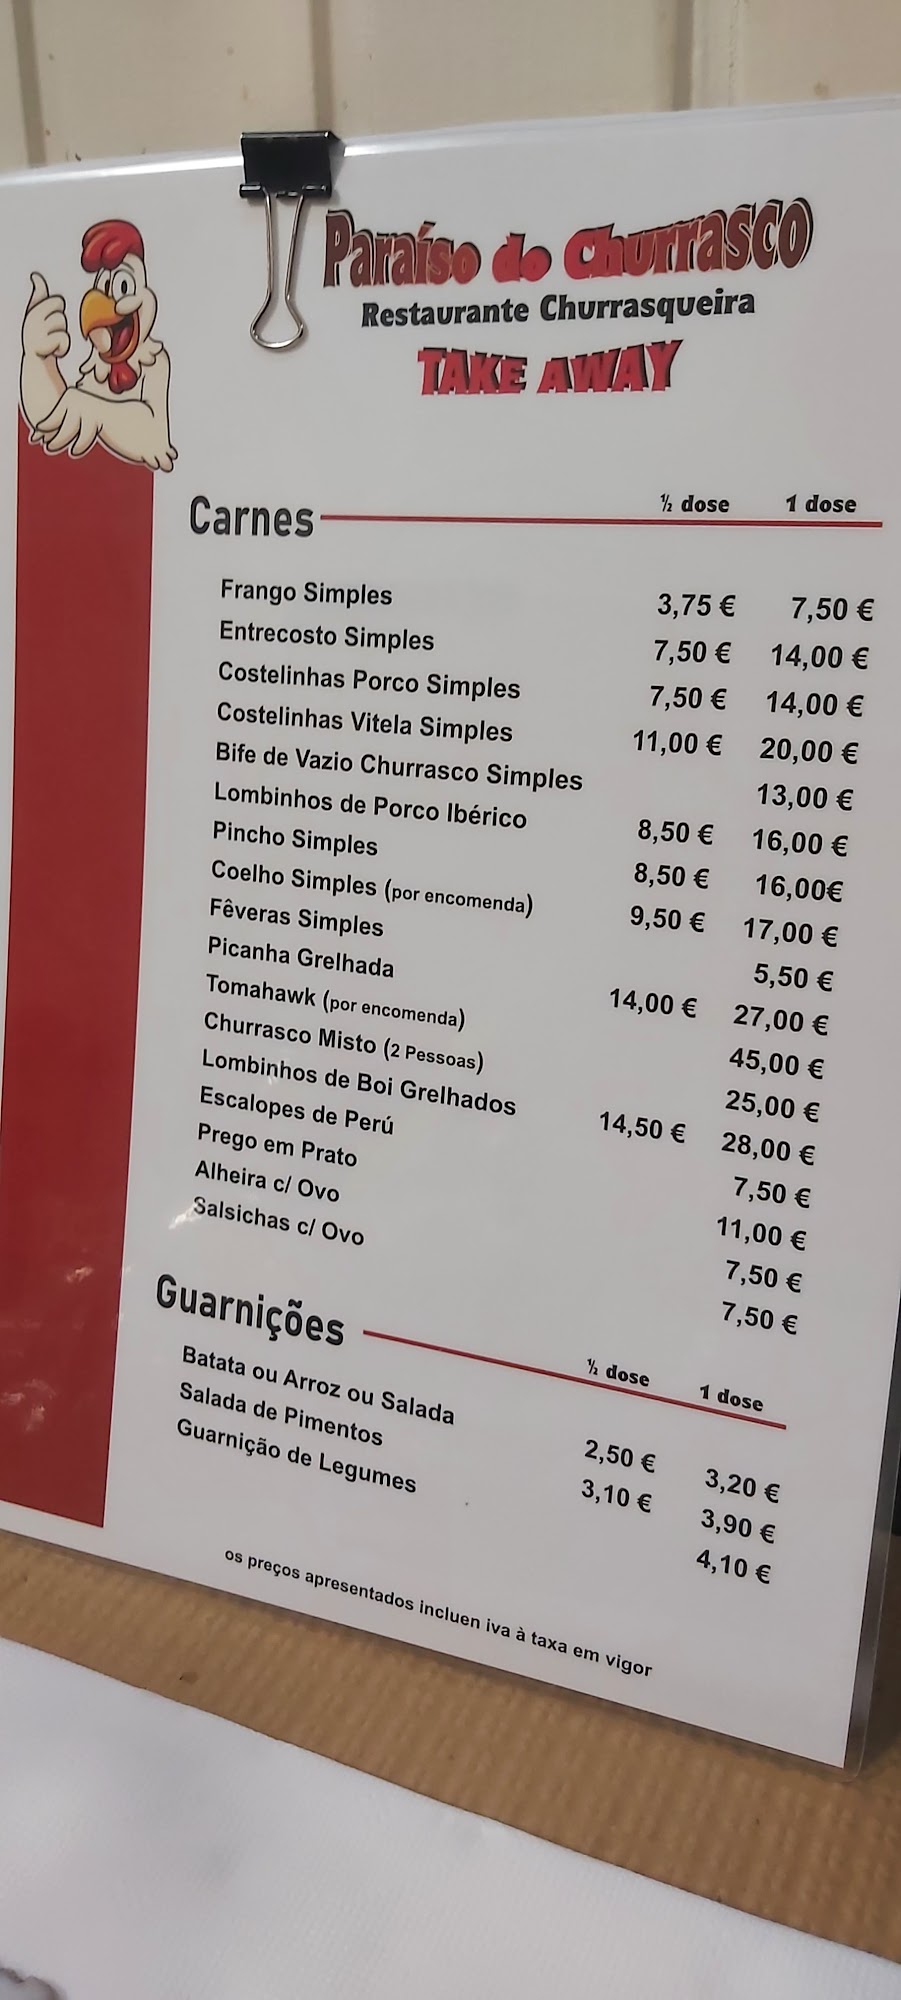 Paraíso do Churrasco
Restaurante Churrasqueira
TAKE AWAY
Carnes ½ dose 1 dose
Frango Simples 3,75 € 7,50 €
Entrecosto Simples 7,50 € 14,00 €
Costelinhas Porco Simples 7,50 € 14,00 €
Costelinhas Vitela Simples 11,00 € 20,00 €
Bife de Vazio Churrasco Simples 13,00 €
Lombinhos de Porco Ibérico 8,50 € 16,00 €
Pincho Simples 8,50 € 16,00€
Coelho Simples (por encomenda) 9,50 € 17,00 €
Fêveras Simples 5,50 €
Picanha Grelhada 14,00 € 27,00 €
Tomahawk (por encomenda) 45,00 €
Churrasco Misto (2 Pessoas) 25,00 €
Lombinhos de Boi Grelhados 14,50 € 28,00 €
Escalopes de Perú 7,50 €
Prego em Prato 11,00 €
Alheira c/ Ovo 7,50 €
Salsichas c/ Ovo 7,50 €
Guarnições ½ dose 1 dose
Batata ou Arroz ou Salada 2,50 € 3,20 €
Salada de Pimentos 3,10 € 3,90 €
Guarnição de Legumes 4,10 €
os preços apresentados incluen iva à taxa em vigor